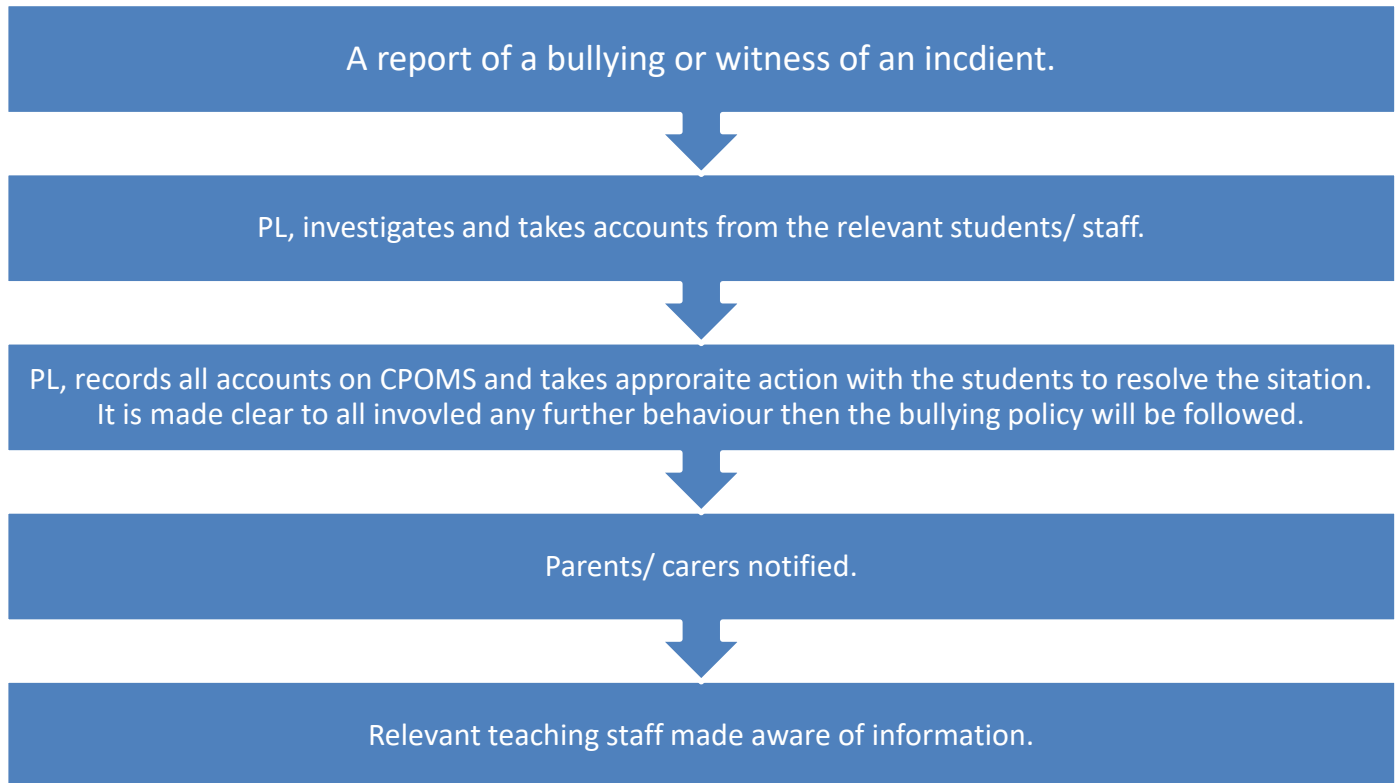 A report of a bullying or witness of an incdient.
PL, investigates and takes accounts from the relevant students/ staff.
PL, records all accounts on CPOMS and takes approraite action with the students to resolve the sitation.
It is made clear to all invovled any further behaviour then the bullying policy will be followed.
Parents/ carers notified.
Relevant teaching staff made aware of information.